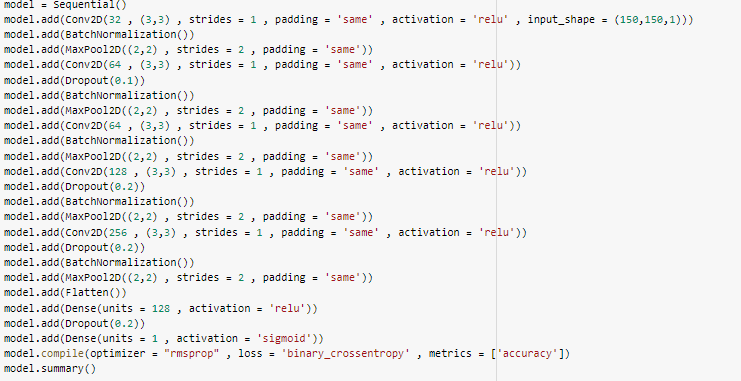 model = Sequential()
model.add(Conv2D(32 , (3,3) , strides = 1 , padding = 'same' , activation = 'relu' , input_shape = (150,150,1)))
model.add(BatchNormalization())
model.add(MaxPool2D((2,2) , strides = 2 , padding = 'same'))
model.add(Conv2D(64 , (3,3) , strides = 1 , padding = 'same' , activation = 'relu'))
model.add(Dropout(0.1))
model.add(BatchNormalization())
model.add(MaxPool2D((2,2) , strides = 2 , padding = 'same'))
model.add(Conv2D(64 , (3,3) , strides = 1 , padding = 'same' , activation = 'relu'))
model.add(BatchNormalization())
model.add(MaxPool2D((2,2) , strides = 2 , padding = 'same'))
model.add(Conv2D(128 , (3,3) , strides = 1 , padding = 'same' , activation = 'relu'))
model.add(Dropout(0.2))
model.add(BatchNormalization())
model.add(MaxPool2D((2,2) , strides = 2 , padding = 'same'))
model.add(Conv2D(256 , (3,3) , strides = 1 , padding = 'same' , activation = 'relu'))
model.add(Dropout(0.2))
model.add(BatchNormalization())
model.add(MaxPool2D((2,2) , strides = 2 , padding = 'same'))
model.add(Flatten())
model.add(Dense(units = 128 , activation = 'relu'))
model.add(Dropout(0.2))
model.add(Dense(units = 1 , activation = 'sigmoid'))
model.compile(optimizer = "rmsprop" , loss = 'binary_crossentropy' , metrics = ['accuracy'])
model.summary()